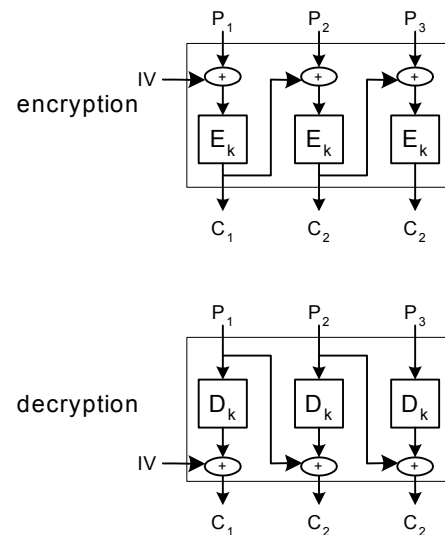 P1 P2 P3
IV + + +
encryption
Ek Ek Ek
C1 C2 C2
P1 P2 P3
decryption
Dk Dk Dk
IV + + +
C1 C2 C2